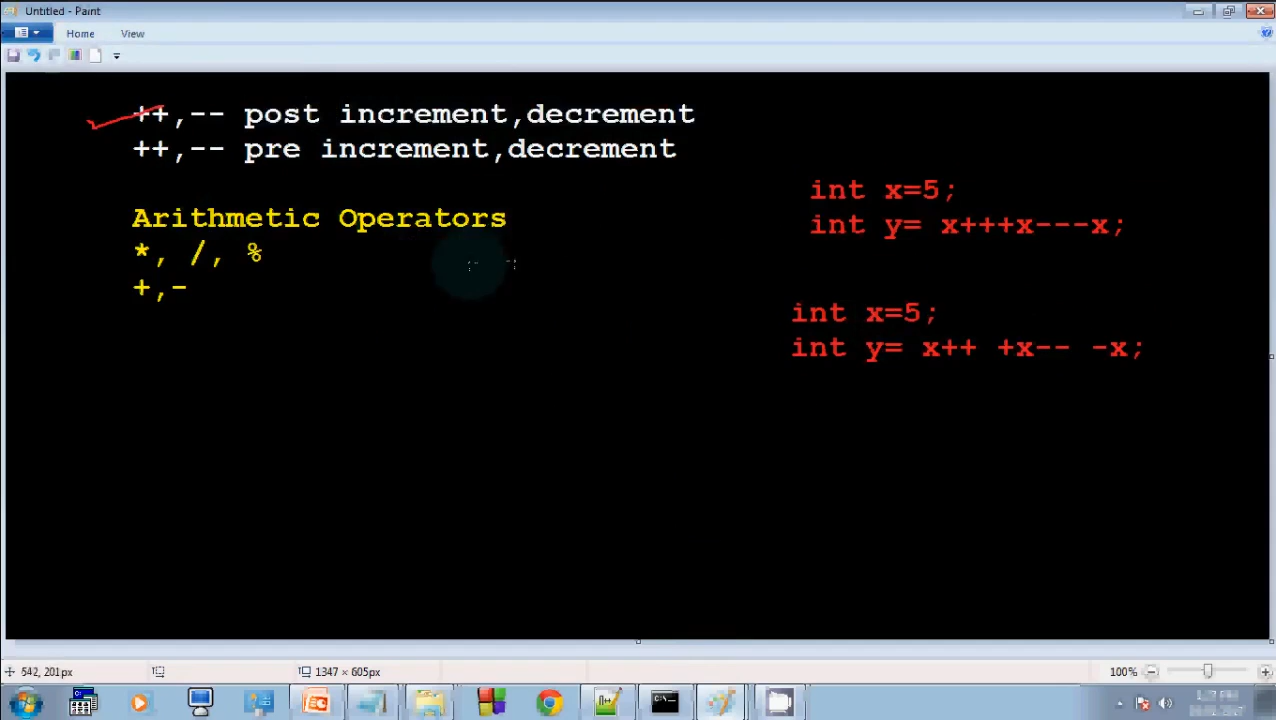 Untitled - Paint
Home View
++,-- post increment,decrement
++,-- pre increment,decrement
Arithmetic Operators
*, /, %
+,-
int x=5;
int y= x+++x---x;
int x=5;
int y= x++ +x-- -x;
542, 201px
1347 × 605px
100%